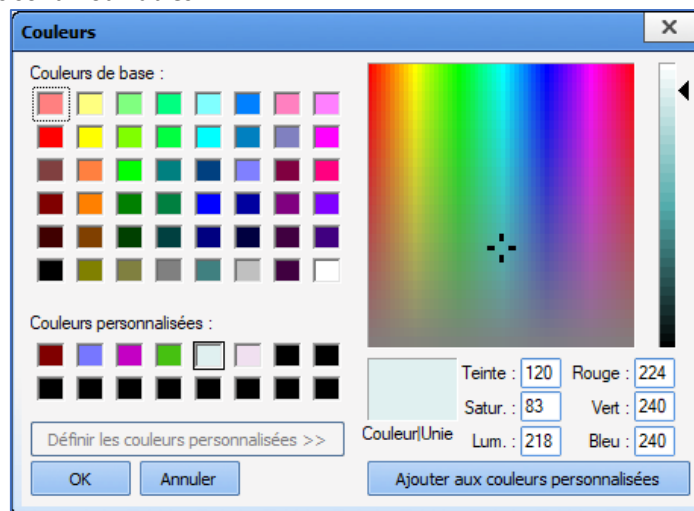 Couleurs
Couleurs de base :
Couleurs personnalisées :
Définir les couleurs personnalisées >>
OK Annuler
Couleur|Unie
Teinte : 120 Rouge : 224
Satur. : 83 Vert : 240
Lum. : 218 Bleu : 240
Ajouter aux couleurs personnalisées